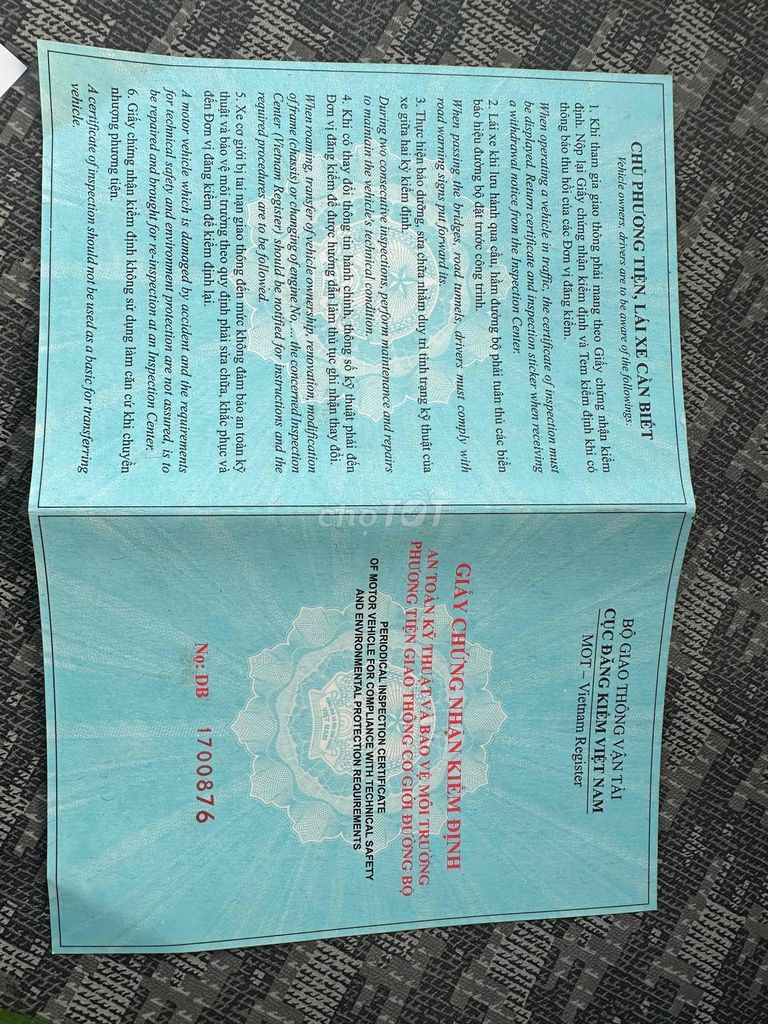 CHỦ PHƯƠNG TIỆN, LÁI XE CẦN BIẾT
Vehicle owners, drivers are to be aware of the followings:
1. Khi tham gia giao thông phải mang theo Giấy chứng nhận kiểm
định. Nộp lại Giấy chứng nhận kiểm định và Tem kiểm định khi có
thông báo thu hồi của các Đơn vị đăng kiểm.
When operating a vehicle in traffic, the certificate of inspection must
be displayed. Return certificate and inspection sticker when receiving
a withdrawal notice from the Inspection Center.
2. Lái xe khi lưu hành qua cầu, hầm đường bộ phải tuân thủ các biển
báo hiệu đường bộ đặt trước công trình.
When passing the bridges, road tunnels, drivers must comply with
road warning signs put forward its.
3. Thực hiện bảo dưỡng, sửa chữa nhằm duy trì tình trạng kỹ thuật của
xe giữa hai kỳ kiểm định.
During two consecutive inspections, perform maintenance and repairs
to maintain the vehicle's technical condition.
4. Khi có thay đổi thông tin hành chính, thông số kỹ thuật phải đến
Đơn vị đăng kiểm để được hướng dẫn làm thủ tục ghi nhận thay đổi.
When roaming, transfer of vehicle ownership, renovation, modification
of frame (chassis) or changing of engine No,... the concerned Inspection
Center (Vietnam Register) should be notified for instructions and the
required procedures are to be followed.
5. Xe cơ giới bị tai nạn giao thông đến mức không đảm bảo an toàn kỹ
thuật và bảo vệ môi trường theo quy định phải sửa chữa, khắc phục và
đến Đơn vị đăng kiểm để kiểm định lại.
A motor vehicle which is damaged by accident and the requirements
for technical safety and environment protection are not assured, is to
be repaired and brought for re-inspection at an Inspection Center.
6. Giấy chứng nhận kiểm định không sử dụng làm căn cứ khi chuyển
nhượng phương tiện.
A certificate of inspection should not be used as a basic for transferring
vehicle.
BỘ GIAO THÔNG VẬN TẢI
CỤC ĐĂNG KIỂM VIỆT NAM
MOT – Vietnam Register
GIẤY CHỨNG NHẬN KIỂM ĐỊNH
AN TOÀN KỸ THUẬT VÀ BẢO VỆ MÔI TRƯỜNG
PHƯƠNG TIỆN GIAO THÔNG CƠ GIỚI ĐƯỜNG BỘ
PERIODICAL INSPECTION CERTIFICATE
OF MOTOR VEHICLE FOR COMPLIANCE WITH TECHNICAL SAFETY
AND ENVIRONMENTAL PROTECTION REQUIREMENTS
No: DB 1700876
chợTỐT